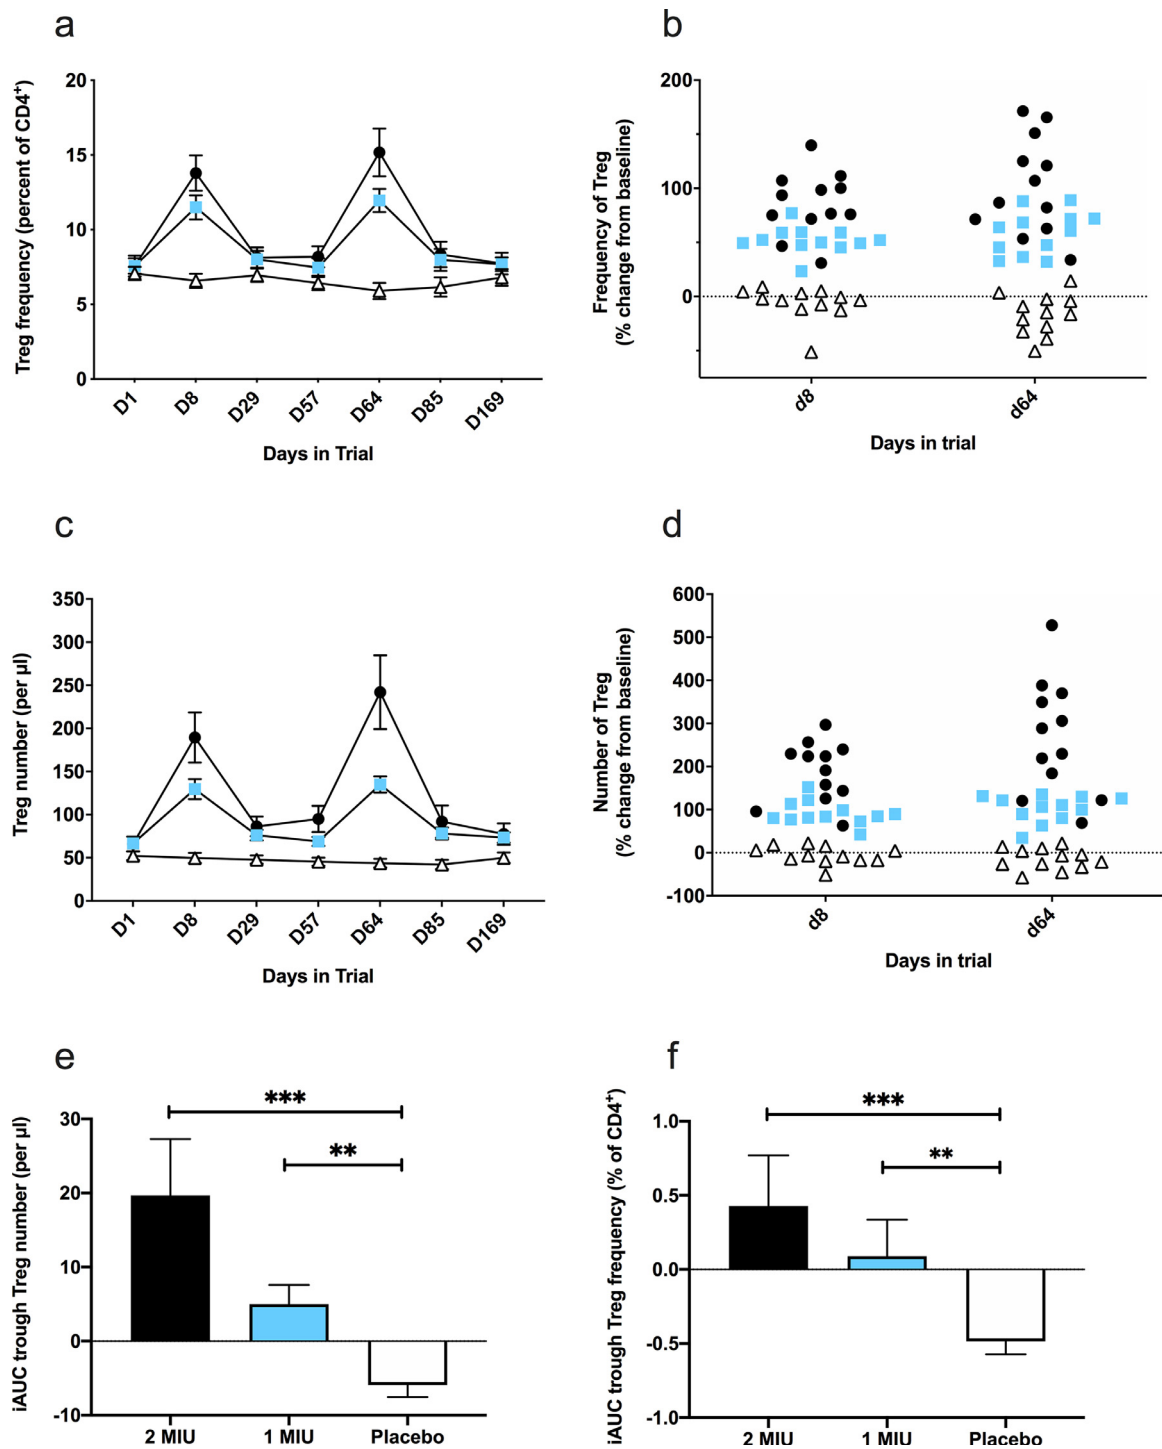 a
Treg frequency (percent of CD4⁺)
20
15
10
5
0
D1 D8 D29 D57 D64 D85 D169
Days in Trial
b
Frequency of Treg
(% change from baseline)
200
100
0
d8 d64
Days in trial
c
Treg number (per µl)
350
300
250
200
150
100
50
0
D1 D8 D29 D57 D64 D85 D169
Days in Trial
d
Number of Treg
(% change from baseline)
600
500
400
300
200
100
0
-100
d8 d64
Days in trial
e
iAUC trough Treg number (per µl)
30
20
10
0
-10
***
**
2 MIU 1 MIU Placebo
f
iAUC trough Treg frequency (% of CD4⁺)
1.0
0.5
0.0
-0.5
-1.0
***
**
2 MIU 1 MIU Placebo